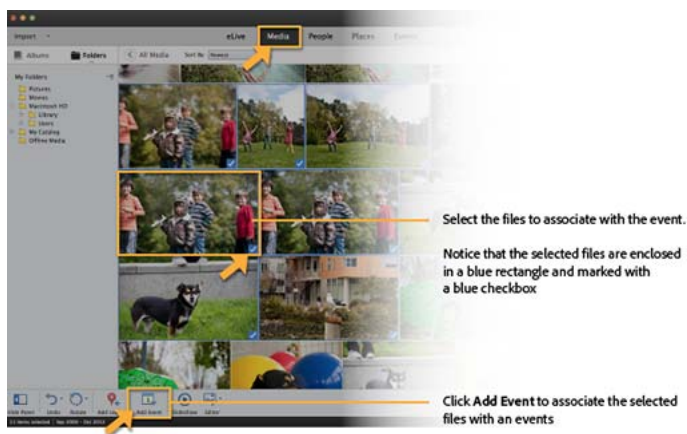 Import
eLive Media People Places Events
Albums Folders
All Media Sort By Newest
My Folders
Pictures
Movies
Macintosh HD
Library
Users
My Catalog
Offline Media
Select the files to associate with the event.
Notice that the selected files are enclosed
in a blue rectangle and marked with
a blue checkbox
Hide Panel Undo Rotate Add Event Slideshow Editor
Click Add Event to associate the selected
files with an events